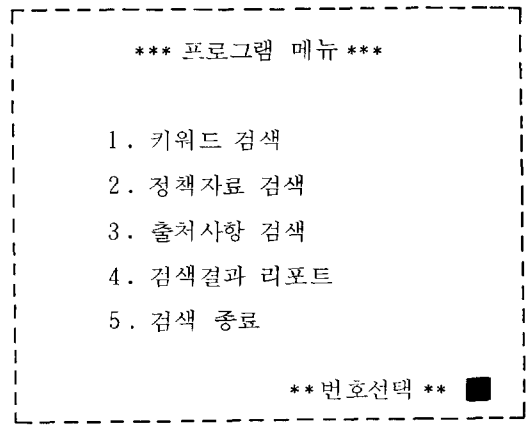 *** 프로그램 메뉴 ***
1. 키워드 검색
2. 정책자료 검색
3. 출처사항 검색
4. 검색결과 리포트
5. 검색 종료
** 번호선택 **